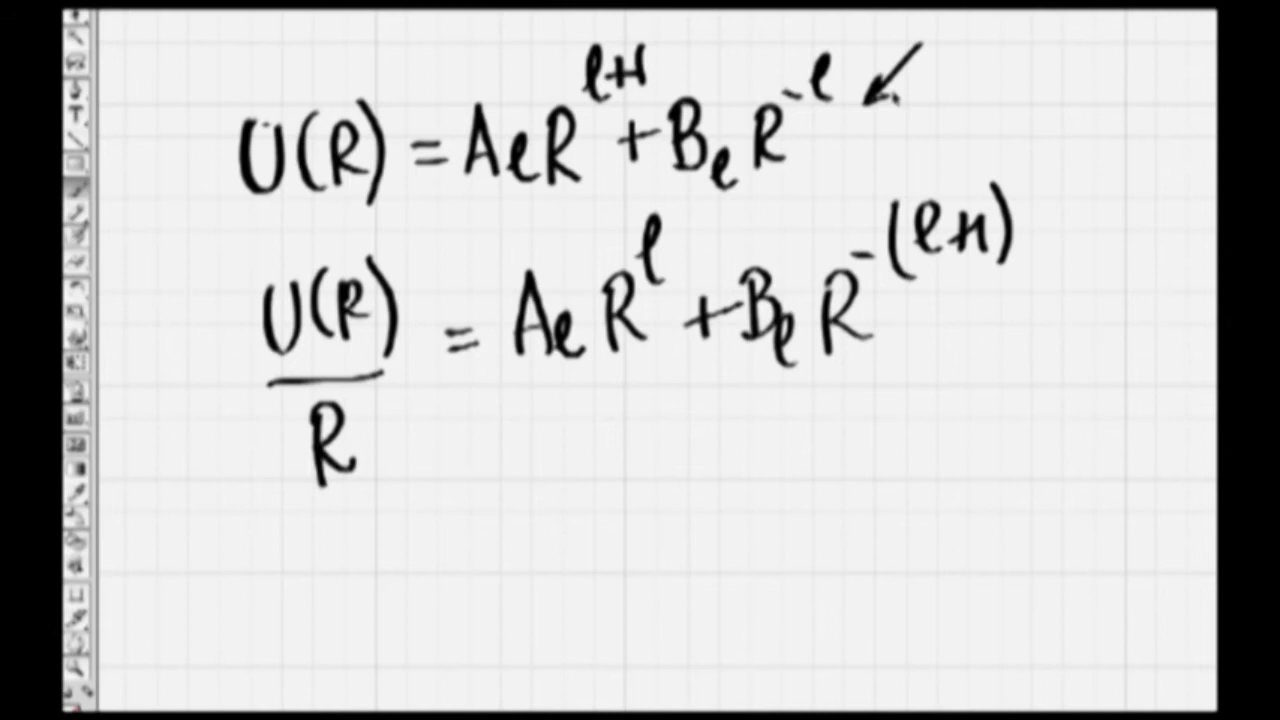 U(R) = A_ℓ R^{ℓ+1} + B_ℓ R^{-ℓ}
U(R)/R = A_ℓ R^ℓ + B_ℓ R^{-(ℓ+1)}